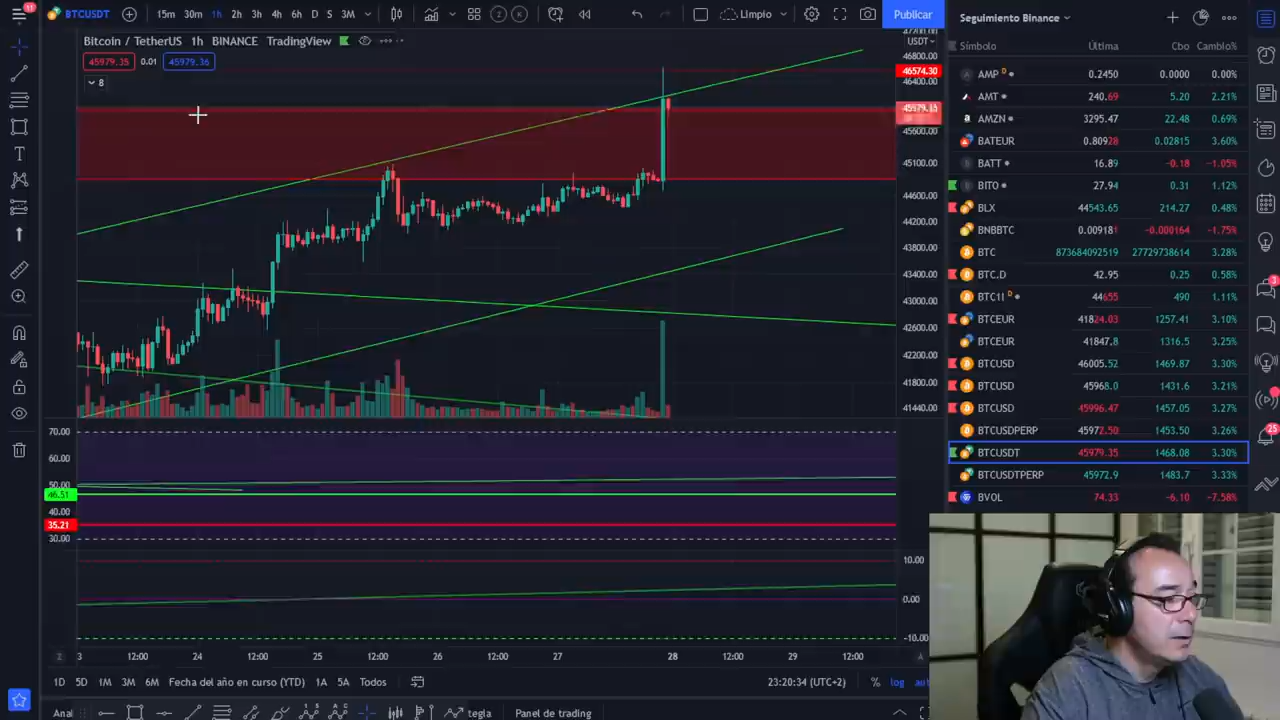 11
BTCUSDT 15m 30m 1h 2h 3h 4h 6h D S 3M 2 K Limpio Publicar
Bitcoin / TetherUS 1h BINANCE TradingView
45979.35 0.01 45979.36
8
USDT
46800.00
46574.30
46400.00
45600.00
45100.00
44600.00
44200.00
43800.00
43400.00
43000.00
42600.00
42200.00
41800.00
41440.00
70.00
60.00
50.00
46.51
40.00
35.21
30.00
10.00
0.00
-10.00
3 12:00 24 12:00 25 12:00 26 12:00 27 28 12:00 29 12:00
1D 5D 1M 3M 6M Fecha del año en curso (YTD) 1A 5A Todos 23:20:34 (UTC+2) % log
Anal tegla Panel de trading
Seguimiento Binance
Símbolo Última Cbo Cambio%
AMP D 0.2450 0.0000 0.00%
AMT 240.69 5.20 2.21%
AMZN 3295.47 22.48 0.69%
BATEUR 0.80928 0.02815 3.60%
BATT 16.89 -0.18 -1.05%
BITO 27.94 0.31 1.12%
BLX 44543.65 214.27 0.48%
BNBBTC 0.009181 -0.000164 -1.75%
BTC 873684092519 27729738614 3.28%
BTC.D 42.95 0.25 0.58%
BTC1! D 44655 490 1.11%
BTCEUR 41824.03 1257.41 3.10%
BTCEUR 41847.8 1316.5 3.25%
BTCUSD 46005.52 1469.87 3.30%
BTCUSD 45968.0 1431.6 3.21%
BTCUSD 45996.47 1457.05 3.27%
BTCUSDPERP 45972.50 1453.50 3.26%
BTCUSDT 45979.35 1468.08 3.30%
BTCUSDTPERP 45972.9 1483.7 3.33%
BVOL 74.33 -6.10 -7.58%
3
25